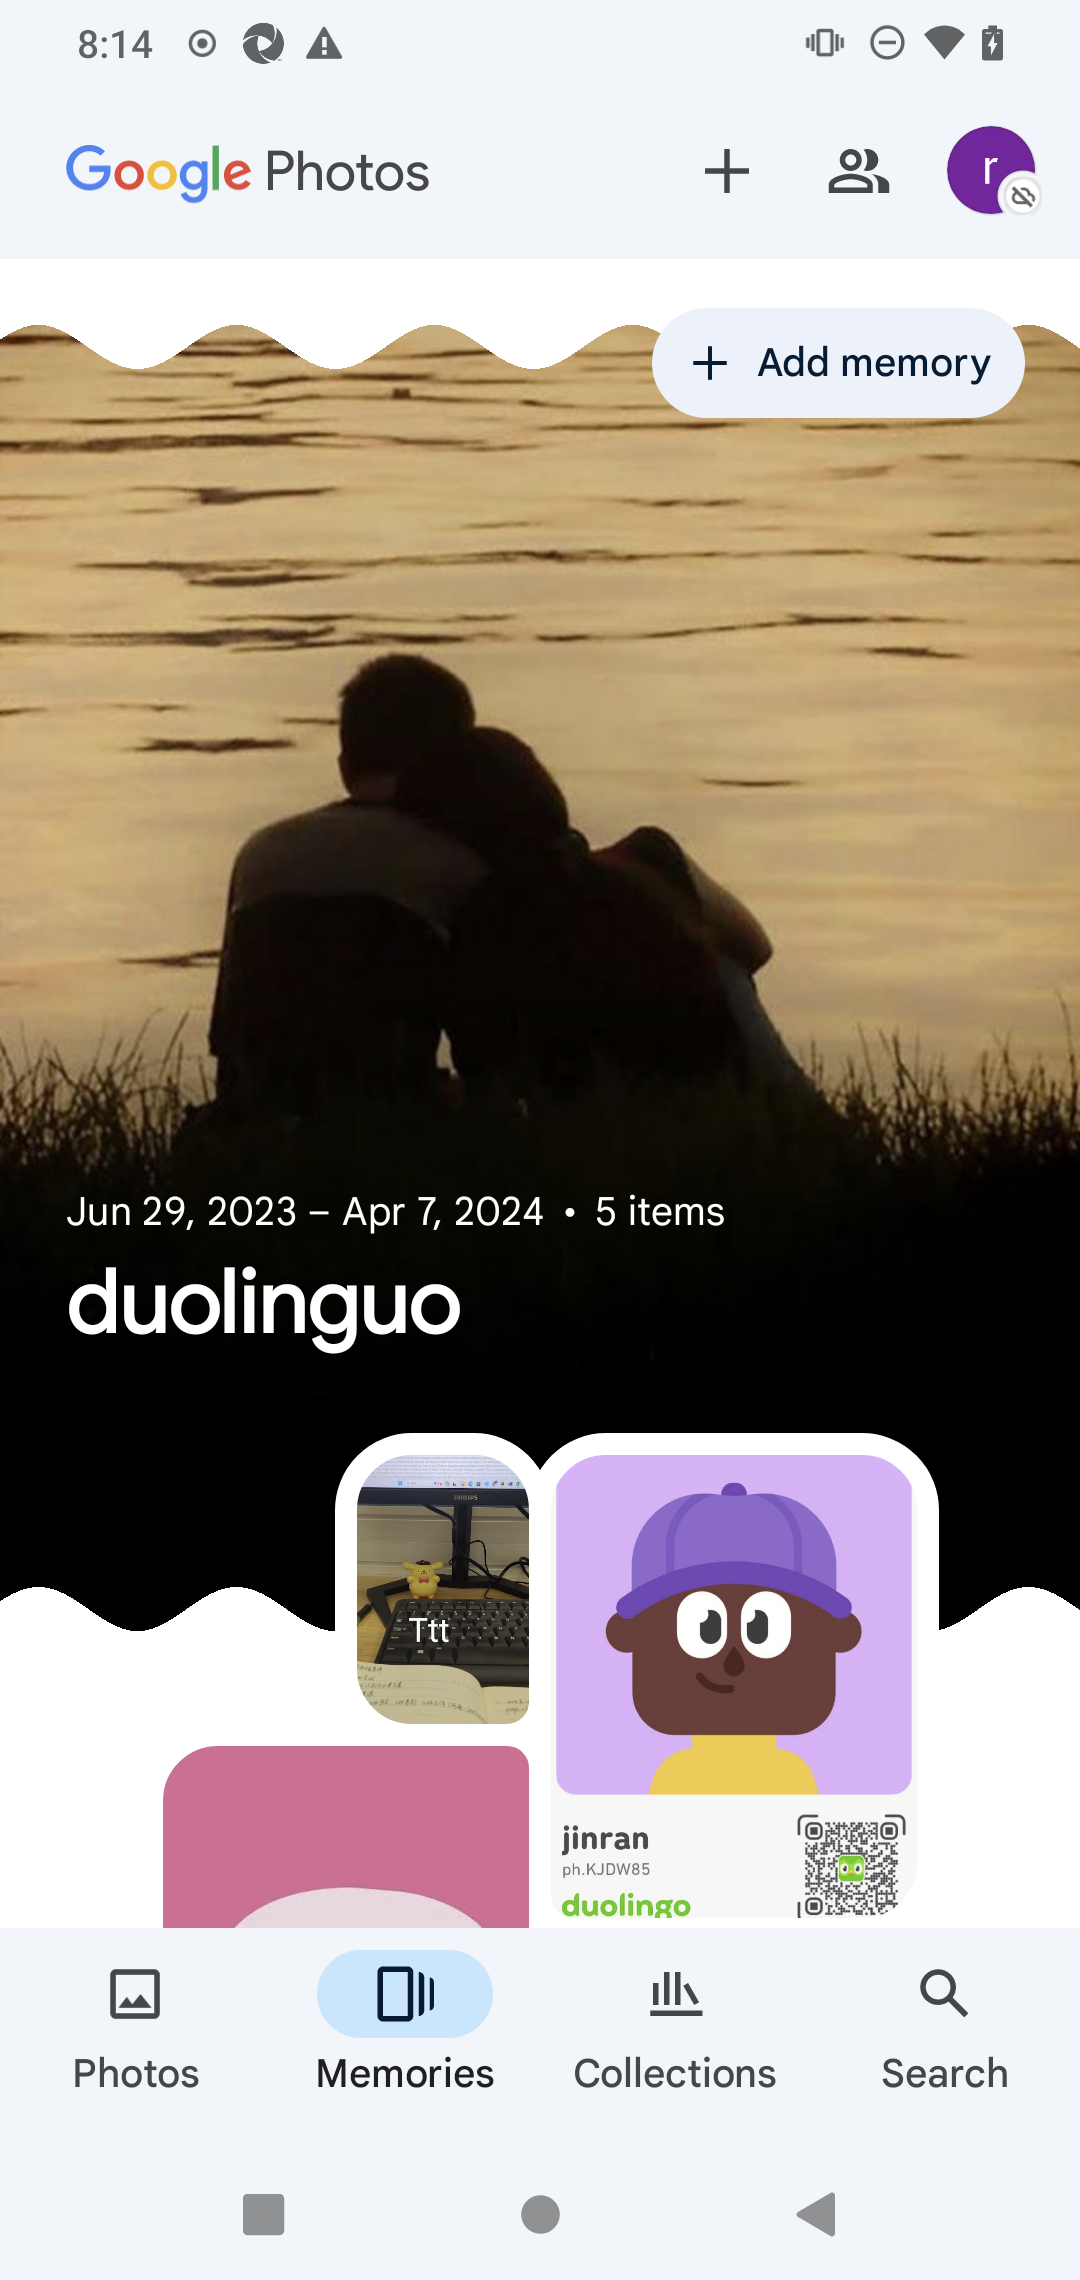 8:14
Google Photos
r
Add memory
Jun 29, 2023 – Apr 7, 2024 • 5 items
duolinguo
PHILIPS
Ttt
jinran
ph.KJDW85
duolingo
Photos
Memories
Collections
Search